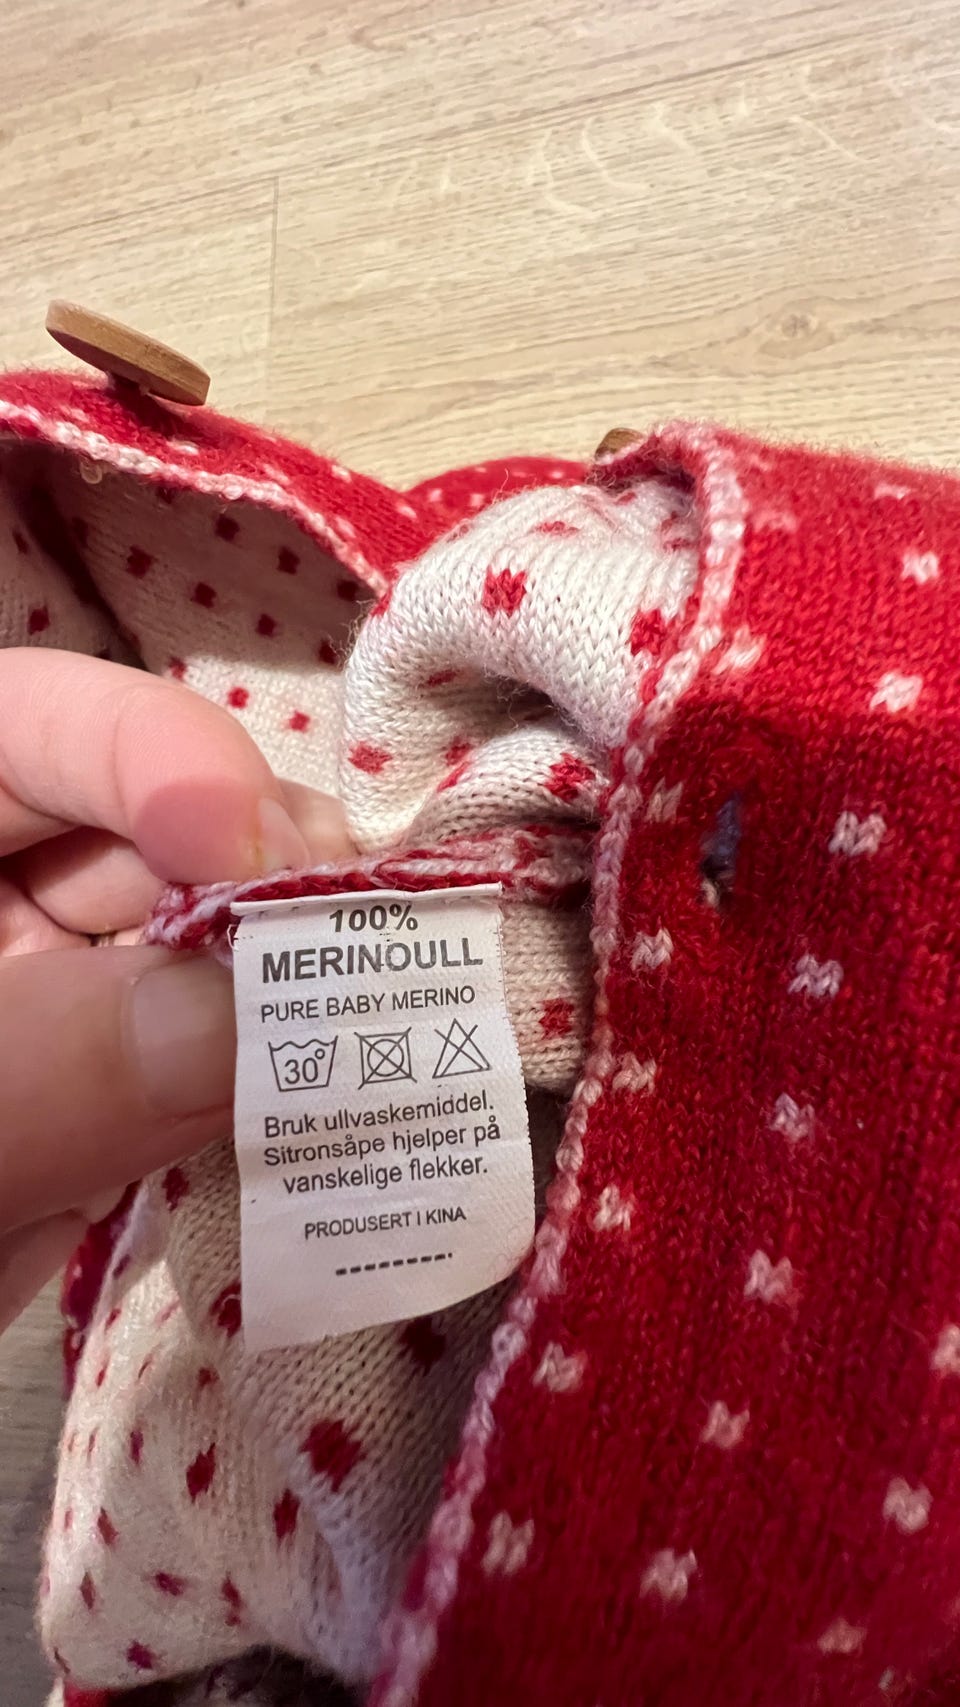 100%
MERINOULL
PURE BABY MERINO
30°
Bruk ullvaskemiddel.
Sitronsåpe hjelper på
vanskelige flekker.
PRODUSERT I KINA